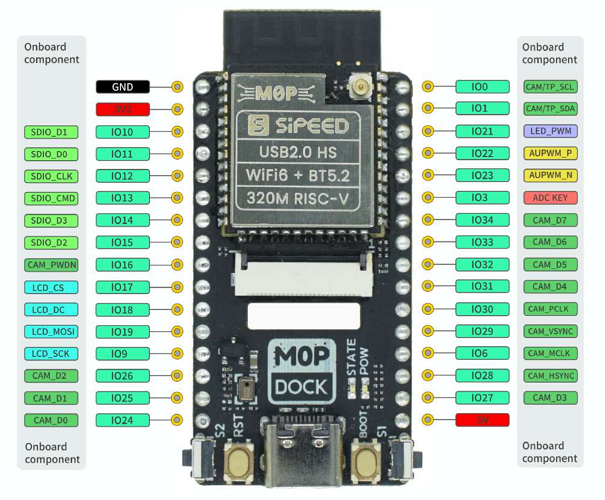 Onboard
component
GND
3V3
SDIO_D1 IO10
SDIO_D0 IO11
SDIO_CLK IO12
SDIO_CMD IO13
SDIO_D3 IO14
SDIO_D2 IO15
CAM_PWDN IO16
LCD_CS IO17
LCD_DC IO18
LCD_MOSI IO19
LCD_SCK IO9
CAM_D2 IO26
CAM_D1 IO25
CAM_D0 IO24
Onboard
component
M0P
S SiPEED
USB2.0 HS
WiFi6 + BT5.2
320M RISC-V
1
M0P
DOCK
STATE
POW
S2
RST
BOOT
S1
Onboard
component
IO0 CAM/TP_SCL
IO1 CAM/TP_SDA
IO21 LED_PWM
IO22 AUPWM_P
IO23 AUPWM_N
IO3 ADC KEY
IO34 CAM_D7
IO33 CAM_D6
IO32 CAM_D5
IO31 CAM_D4
IO30 CAM_PCLK
IO29 CAM_VSYNC
IO6 CAM_MCLK
IO28 CAM_HSYNC
IO27 CAM_D3
5V
Onboard
component